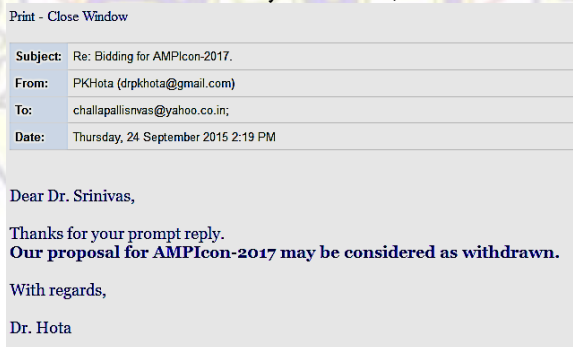 Print - Close Window
Subject: Re: Bidding for AMPIcon-2017.
From: PKHota (drpkhota@gmail.com)
To: challapallisnvas@yahoo.co.in;
Date: Thursday, 24 September 2015 2:19 PM
Dear Dr. Srinivas,
Thanks for your prompt reply.
Our proposal for AMPIcon-2017 may be considered as withdrawn.
With regards,
Dr. Hota